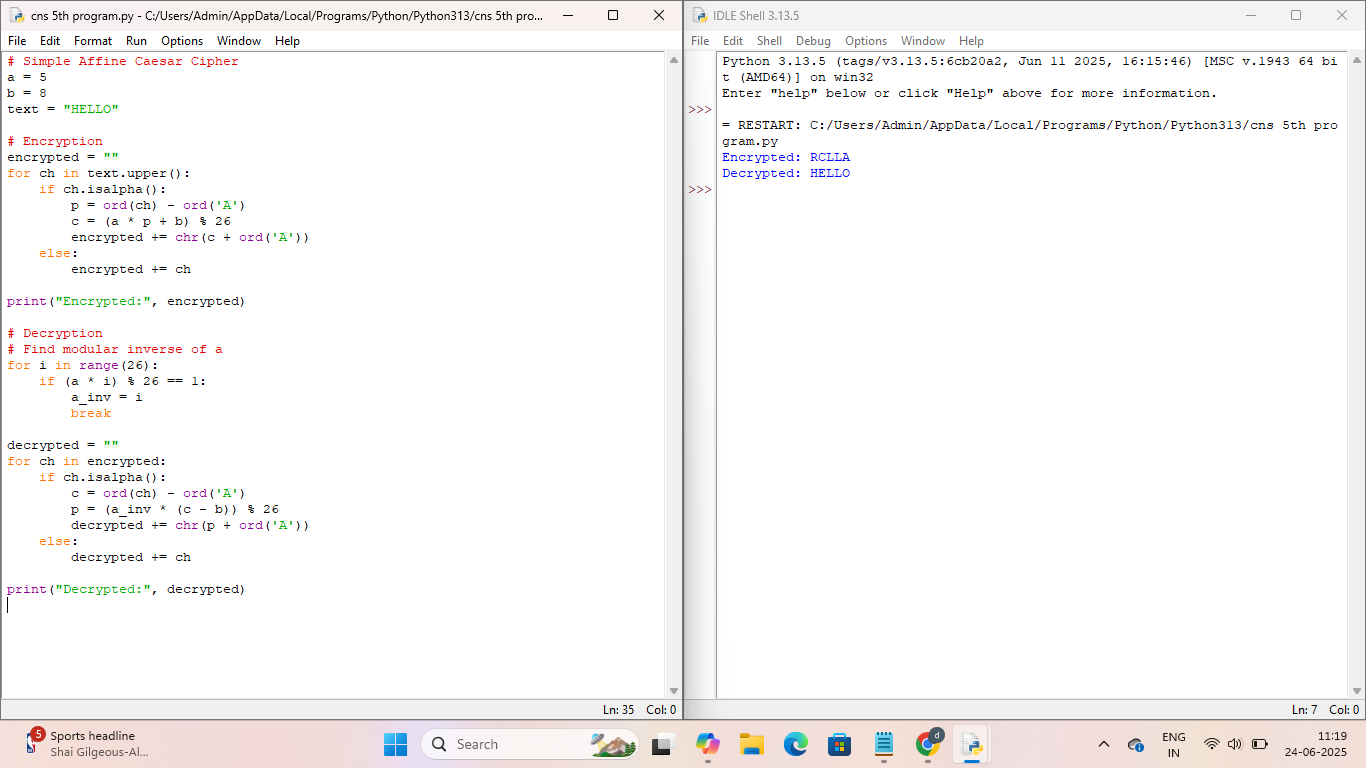 cns 5th program.py - C:/Users/Admin/AppData/Local/Programs/Python/Python313/cns 5th pro...
File Edit Format Run Options Window Help
# Simple Affine Caesar Cipher
a = 5
b = 8
text = "HELLO"

# Encryption
encrypted = ""
for ch in text.upper():
    if ch.isalpha():
        p = ord(ch) - ord('A')
        c = (a * p + b) % 26
        encrypted += chr(c + ord('A'))
    else:
        encrypted += ch

print("Encrypted:", encrypted)

# Decryption
# Find modular inverse of a
for i in range(26):
    if (a * i) % 26 == 1:
        a_inv = i
        break

decrypted = ""
for ch in encrypted:
    if ch.isalpha():
        c = ord(ch) - ord('A')
        p = (a_inv * (c - b)) % 26
        decrypted += chr(p + ord('A'))
    else:
        decrypted += ch

print("Decrypted:", decrypted)
Ln: 35 Col: 0
IDLE Shell 3.13.5
File Edit Shell Debug Options Window Help
Python 3.13.5 (tags/v3.13.5:6cb20a2, Jun 11 2025, 16:15:46) [MSC v.1943 64 bi
t (AMD64)] on win32
Enter "help" below or click "Help" above for more information.
>>>
= RESTART: C:/Users/Admin/AppData/Local/Programs/Python/Python313/cns 5th pro
gram.py
Encrypted: RCLLA
Decrypted: HELLO
>>>
Ln: 7 Col: 0
5
Sports headline
Shai Gilgeous-Al...
Search
d
ENG
IN
11:19
24-06-2025